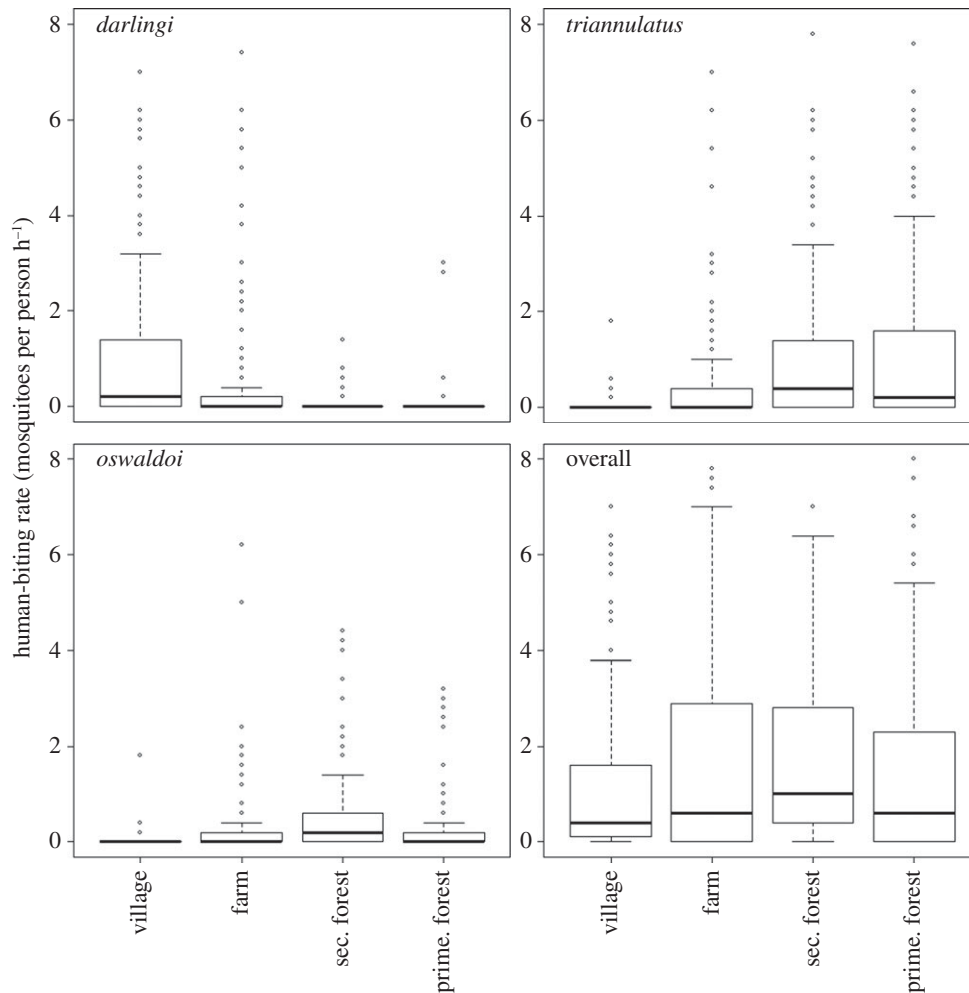 darlingi
triannulatus
8
6
4
2
0
8
6
4
2
0
oswaldoi
overall
8
6
4
2
0
8
6
4
2
0
human-biting rate (mosquitoes per person h⁻¹)
village
farm
sec. forest
prime. forest
village
farm
sec. forest
prime. forest